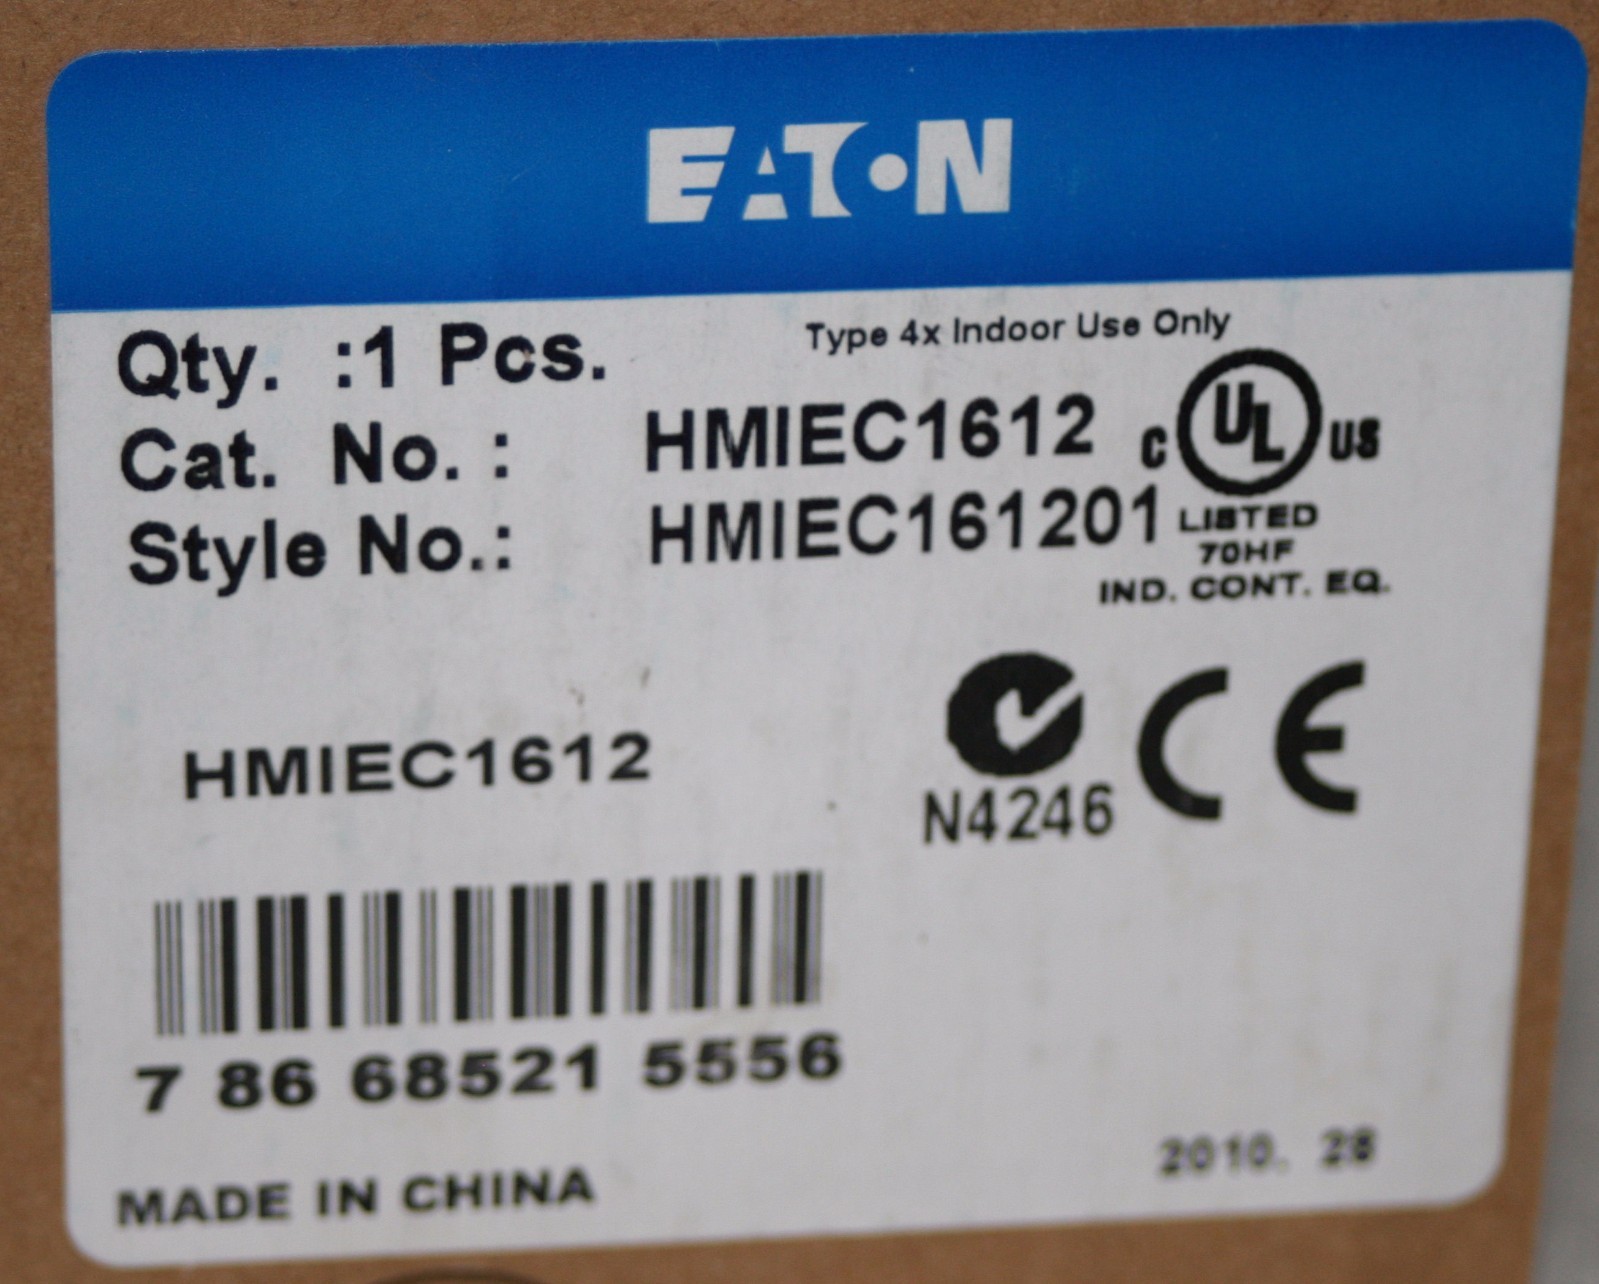 EATON
Qty. :1 Pcs.
Type 4x Indoor Use Only
Cat. No. : HMIEC1612
Style No.: HMIEC161201
C UL US
LISTED
70HF
IND. CONT. EQ.
HMIEC1612
N4246
CE
7 86 68521 5556
MADE IN CHINA
2010. 28